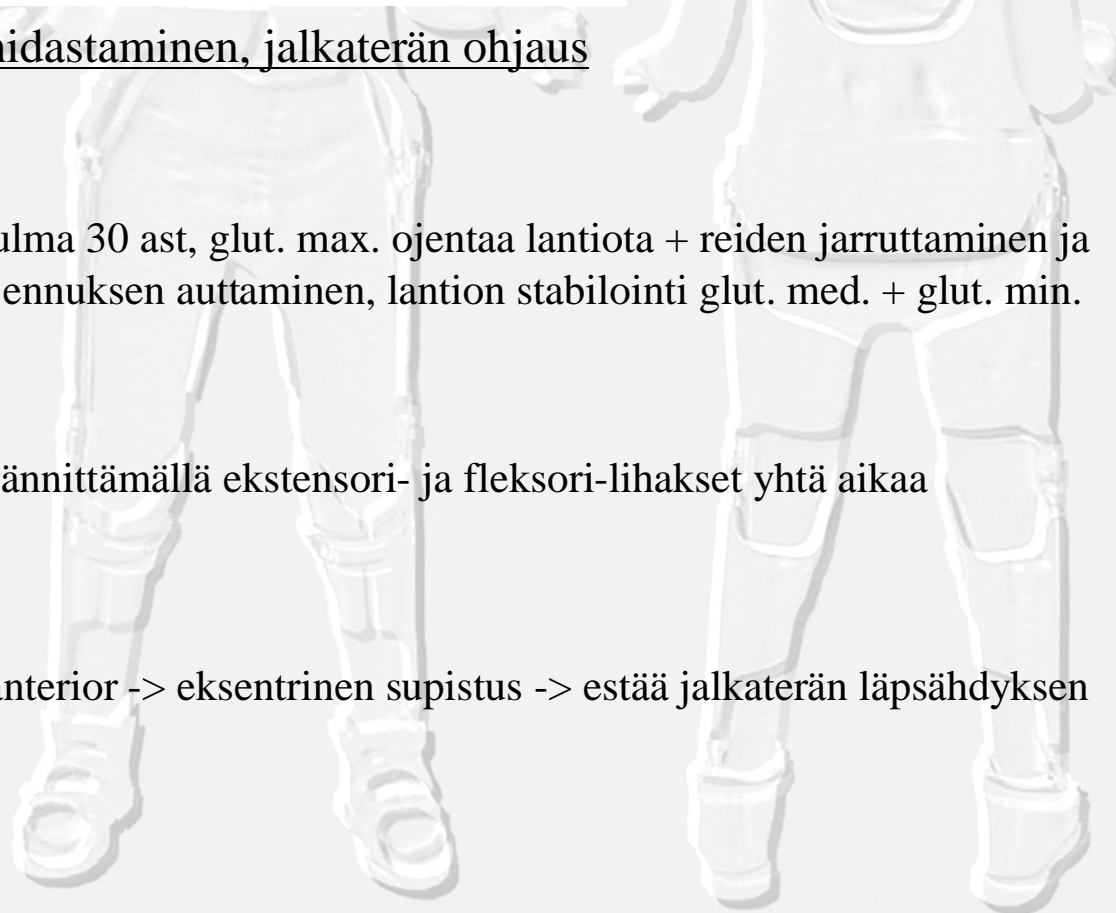 nidastaminen, jalkaterän ohjaus
ulma 30 ast, glut. max. ojentaa lantiota + reiden jarruttaminen ja
ennuksen auttaminen, lantion stabilointi glut. med. + glut. min.
ännittämällä ekstensori- ja fleksori-lihakset yhtä aikaa
anterior -> eksentrinen supistus -> estää jalkaterän läpsähdyksen